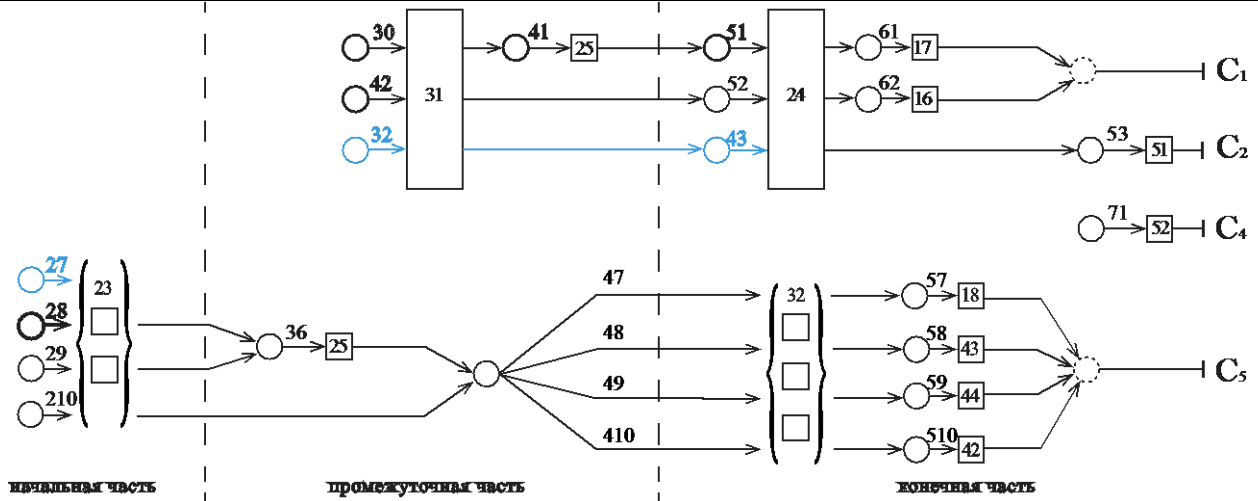 30 41 51 61
25 17
C₁
42 31 52 24 62
16
32 43 53
51 C₂
71
52 C₄
27 23 47 32 57
18
28 36 48 58
25 43
C₅
29 49 59
44
210 410 510
42
начальная часть промежуточная часть конечная часть